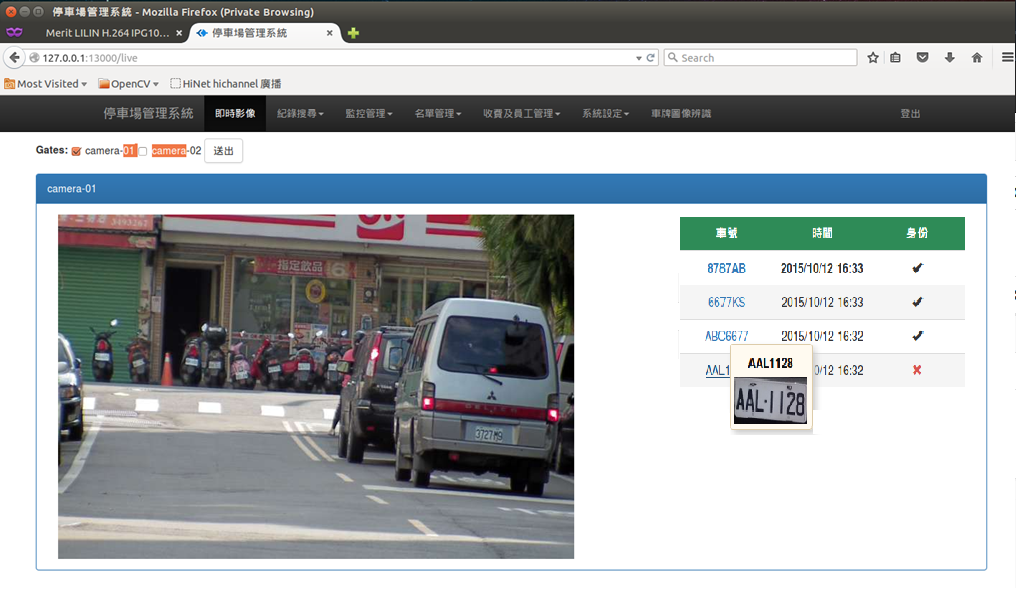 停車場管理系統 - Mozilla Firefox (Private Browsing)
Merit LILIN H.264 IPG10... ×
停車場管理系統 ×
127.0.0.1:13000/live
Search
Most Visited
OpenCV
HiNet hichannel 廣播
停車場管理系統
即時影像
紀錄搜尋
監控管理
名單管理
收費及員工管理
系統設定
車牌圖像辨識
登出
Gates: camera-01 camera-02 送出
camera-01
指定飲品
DELICA
車號 時間 身份
8787AB 2015/10/12 16:33
6677KS 2015/10/12 16:33
ABC6677 2015/10/12 16:32
AAL1 10/12 16:32
AAL1128
AAL·1128